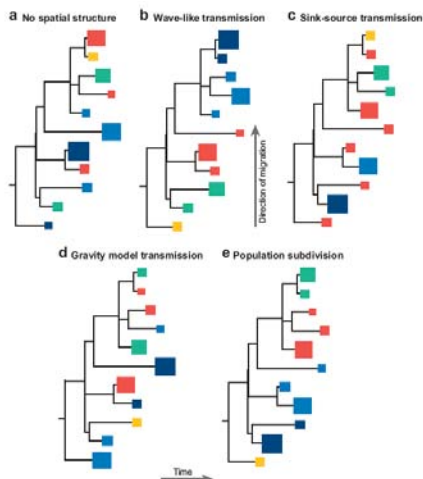 a No spatial structure
b Wave-like transmission
c Sink-source transmission
Direction of migration
d Gravity model transmission
e Population subdivision
Time